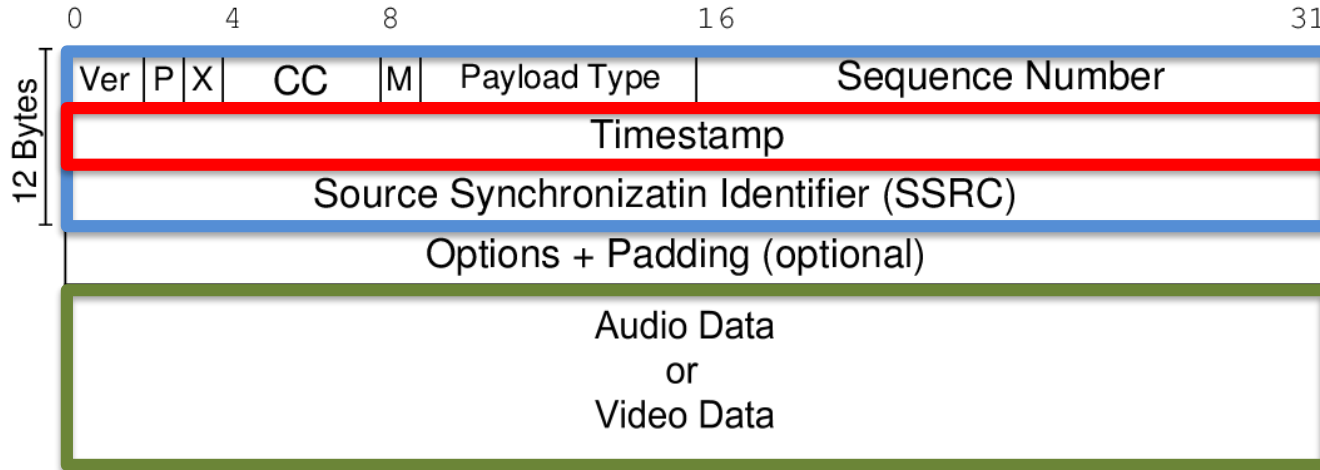 0 4 8 16 31
Ver P X CC M Payload Type Sequence Number
12 Bytes
Timestamp
Source Synchronizatin Identifier (SSRC)
Options + Padding (optional)
Audio Data
or
Video Data